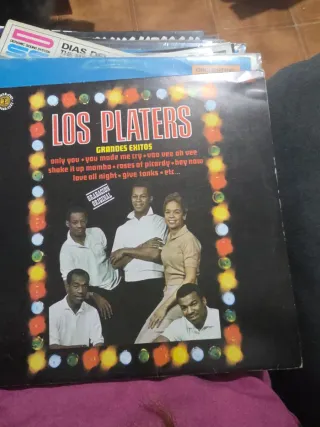 DIAS DE
LOS PLATERS
GRANDES EXITOS
only you • you made me cry • voo vee ah vee
shake it up mambo • roses of picardy • hey now
love all night • give tanks • etc...
GRABACION
ORIGINAL